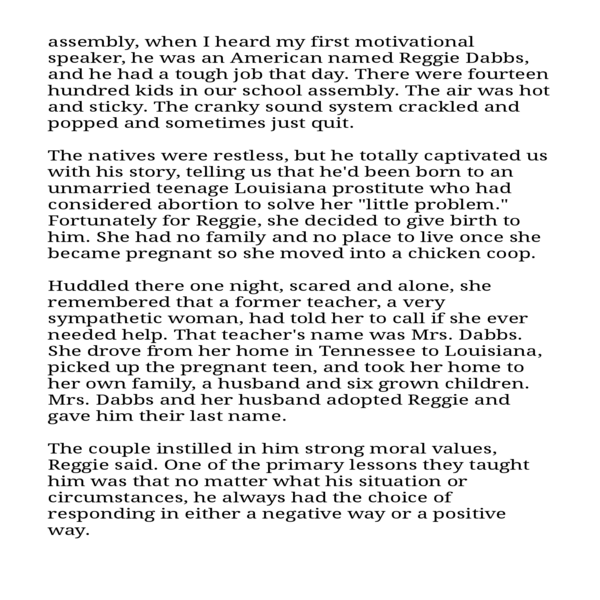 assembly, when I heard my first motivational
speaker, he was an American named Reggie Dabbs,
and he had a tough job that day. There were fourteen
hundred kids in our school assembly. The air was hot
and sticky. The cranky sound system crackled and
popped and sometimes just quit.

The natives were restless, but he totally captivated us
with his story, telling us that he'd been born to an
unmarried teenage Louisiana prostitute who had
considered abortion to solve her "little problem."
Fortunately for Reggie, she decided to give birth to
him. She had no family and no place to live once she
became pregnant so she moved into a chicken coop.

Huddled there one night, scared and alone, she
remembered that a former teacher, a very
sympathetic woman, had told her to call if she ever
needed help. That teacher's name was Mrs. Dabbs.
She drove from her home in Tennessee to Louisiana,
picked up the pregnant teen, and took her home to
her own family, a husband and six grown children.
Mrs. Dabbs and her husband adopted Reggie and
gave him their last name.

The couple instilled in him strong moral values,
Reggie said. One of the primary lessons they taught
him was that no matter what his situation or
circumstances, he always had the choice of
responding in either a negative way or a positive
way.